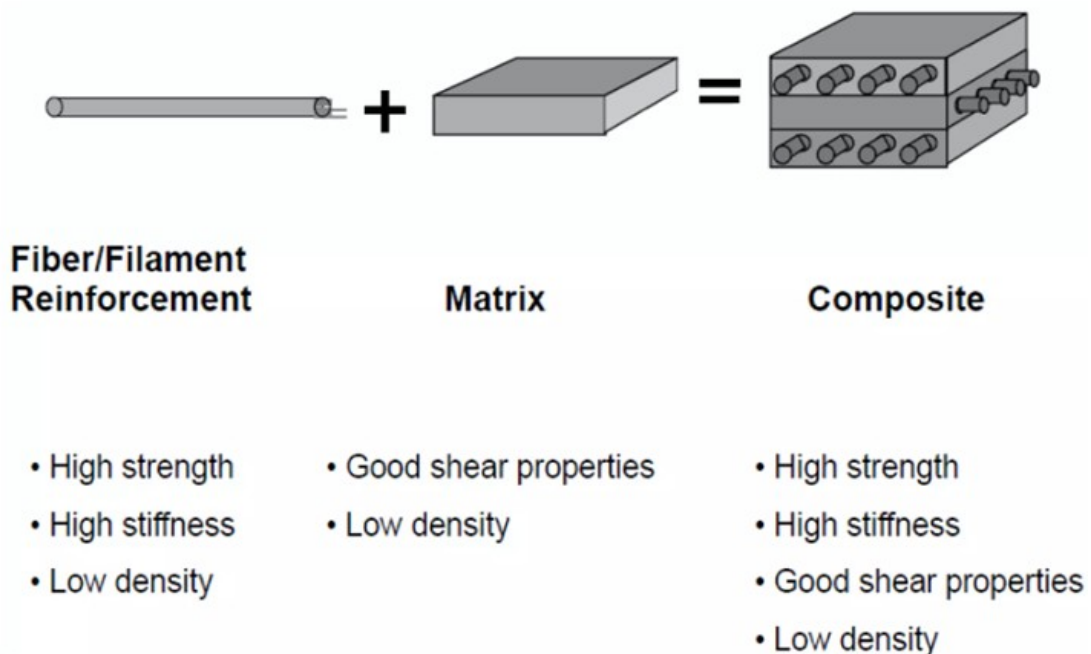 +
=
Fiber/Filament
Reinforcement
Matrix
Composite
• High strength
• High stiffness
• Low density
• Good shear properties
• Low density
• High strength
• High stiffness
• Good shear properties
• Low density